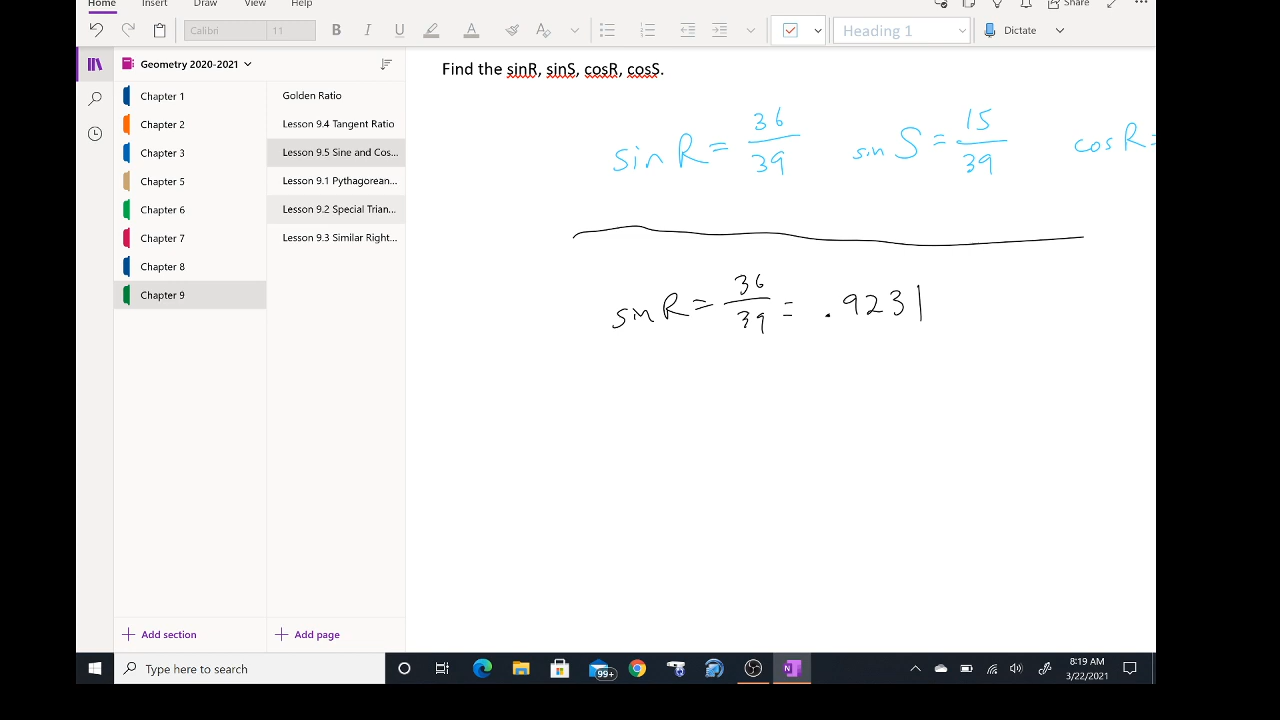 Home Insert Draw View Help Share
Calibri 11 B I U A Heading 1 Dictate
Geometry 2020-2021
Chapter 1
Chapter 2
Chapter 3
Chapter 5
Chapter 6
Chapter 7
Chapter 8
Chapter 9
Golden Ratio
Lesson 9.4 Tangent Ratio
Lesson 9.5 Sine and Cos...
Lesson 9.1 Pythagorean...
Lesson 9.2 Special Trian...
Lesson 9.3 Similar Right...
Find the sinR, sinS, cosR, cosS.
sin R = 36/39 sin S = 15/39 cos R =
sin R = 36/39 = .9231
+ Add section + Add page
Type here to search
99+
N
8:19 AM
3/22/2021